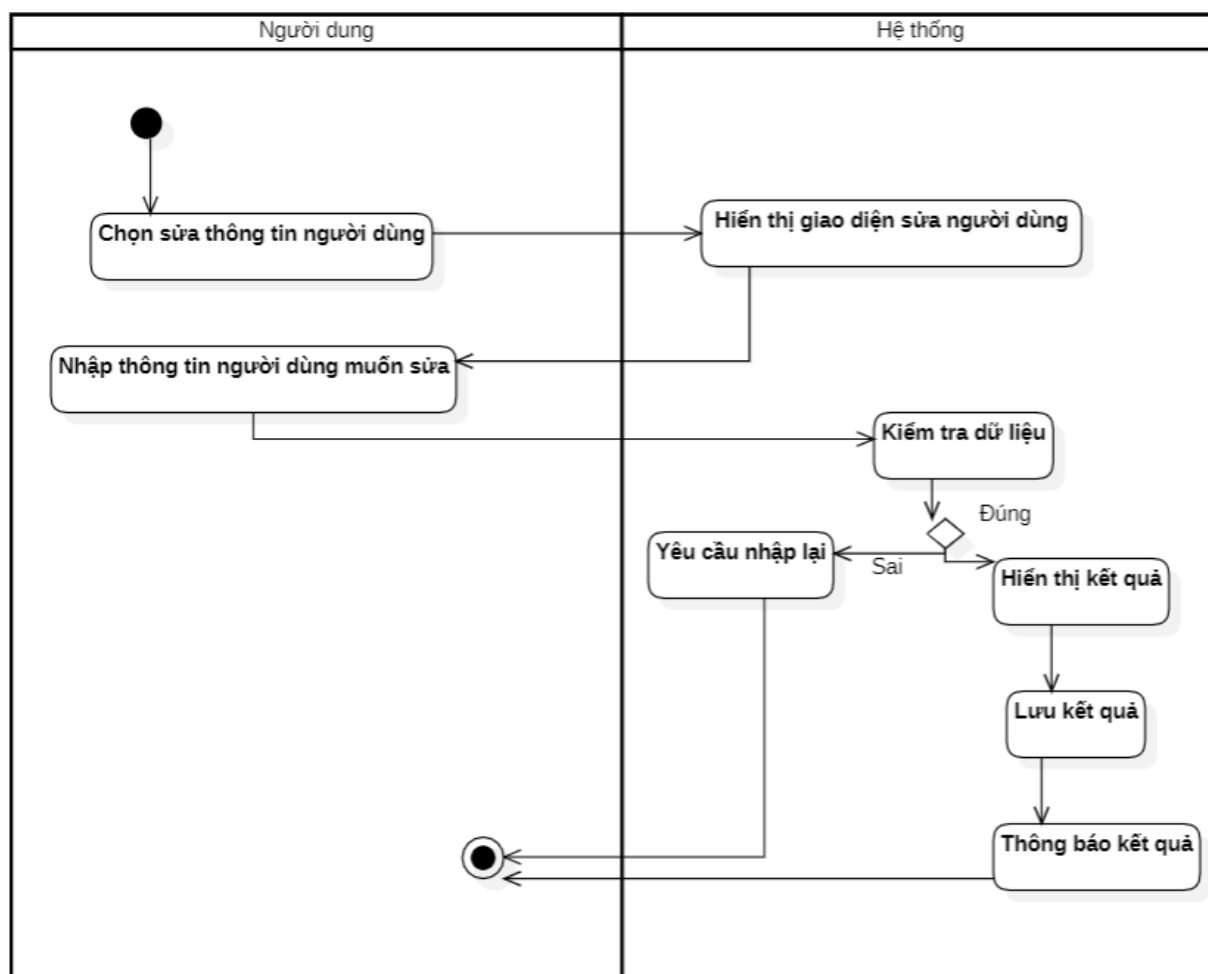 Người dung
Hệ thống
Chọn sửa thông tin người dùng
Hiển thị giao diện sửa người dùng
Nhập thông tin người dùng muốn sửa
Kiểm tra dữ liệu
Đúng
Yêu cầu nhập lại
Sai
Hiển thị kết quả
Lưu kết quả
Thông báo kết quả